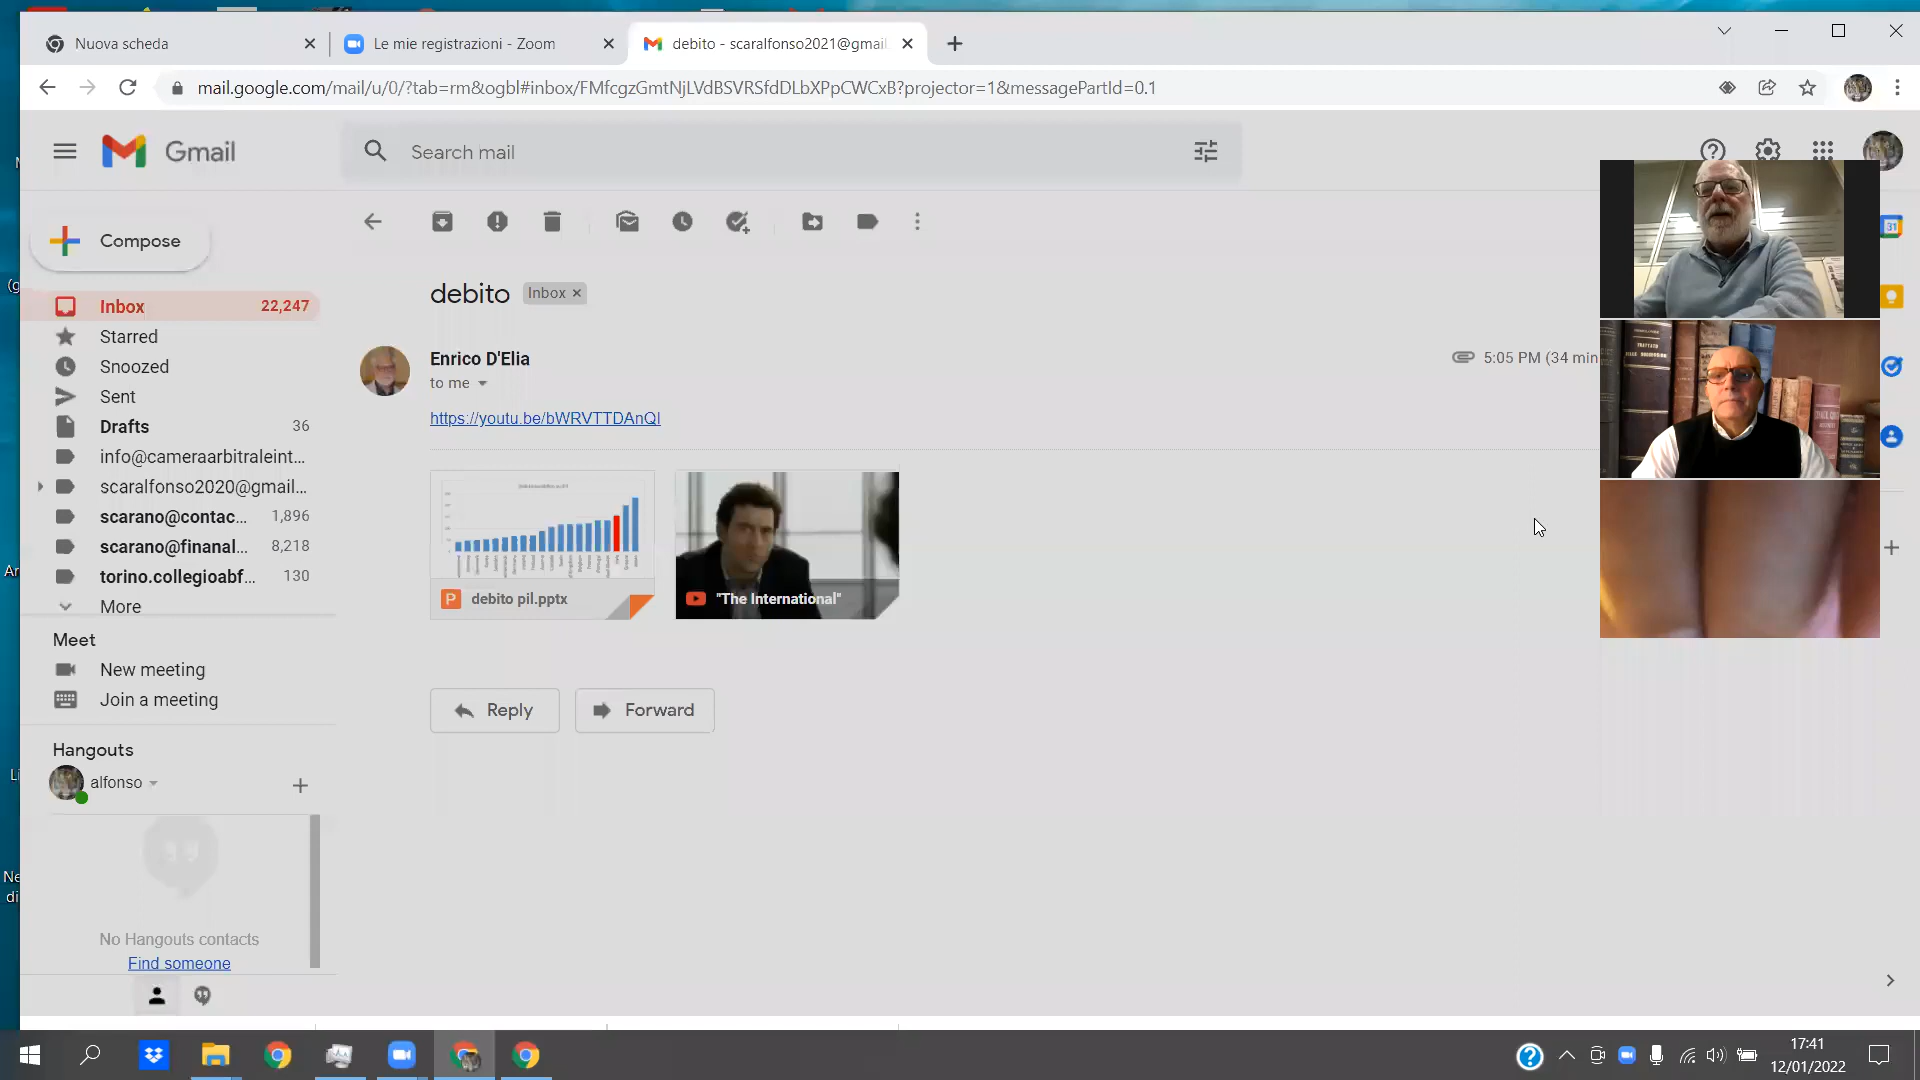 Nuova scheda
Le mie registrazioni - Zoom
debito - scaralfonso2021@gmail.
mail.google.com/mail/u/0/?tab=rm&ogbl#inbox/FMfcgzGmtNjLVdBSVRSfdDLbXPpCWCxB?projector=1&messagePartId=0.1
Gmail
Search mail
Compose
debito
Inbox
Inbox 22,247
Starred
Snoozed
Sent
Drafts 36
info@cameraarbitraleint...
scaralfonso2020@gmail...
scarano@contac... 1,896
scarano@finanal... 8,218
torino.collegioabf... 130
More
Enrico D'Elia
5:05 PM (34 min
to me
https://youtu.be/bWRVTTDAnQI
debito pil.pptx
"The International"
Reply
Forward
Meet
New meeting
Join a meeting
Hangouts
alfonso
No Hangouts contacts
Find someone
31
TRATTATO
17:41
12/01/2022